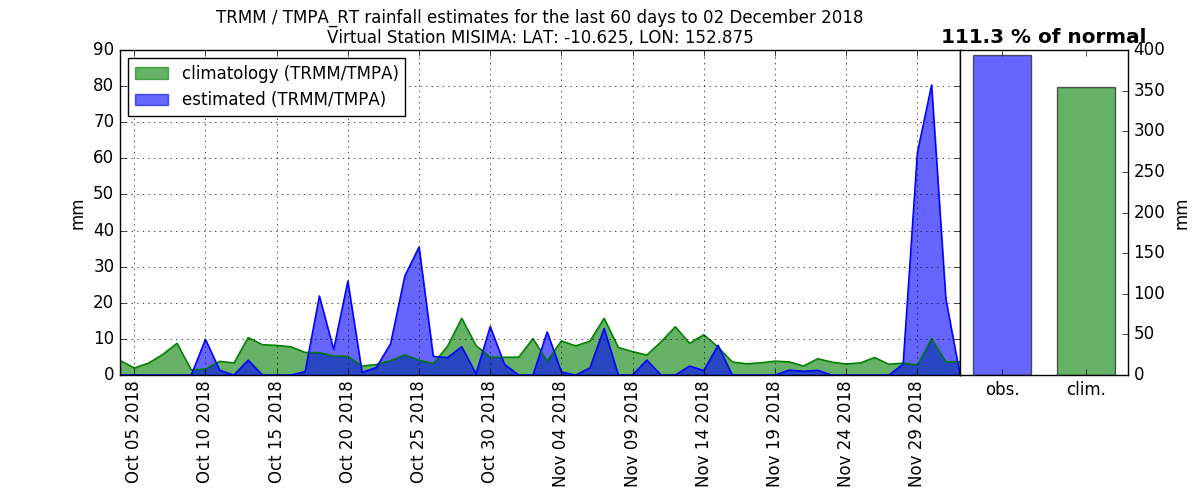 TRMM / TMPA_RT rainfall estimates for the last 60 days to 02 December 2018
Virtual Station MISIMA: LAT: -10.625, LON: 152.875
111.3 % of normal
climatology (TRMM/TMPA)
estimated (TRMM/TMPA)
mm
90
80
70
60
50
40
30
20
10
0
Oct 05 2018
Oct 10 2018
Oct 15 2018
Oct 20 2018
Oct 25 2018
Oct 30 2018
Nov 04 2018
Nov 09 2018
Nov 14 2018
Nov 19 2018
Nov 24 2018
Nov 29 2018
obs.
clim.
400
350
300
250
200
150
100
50
0
mm